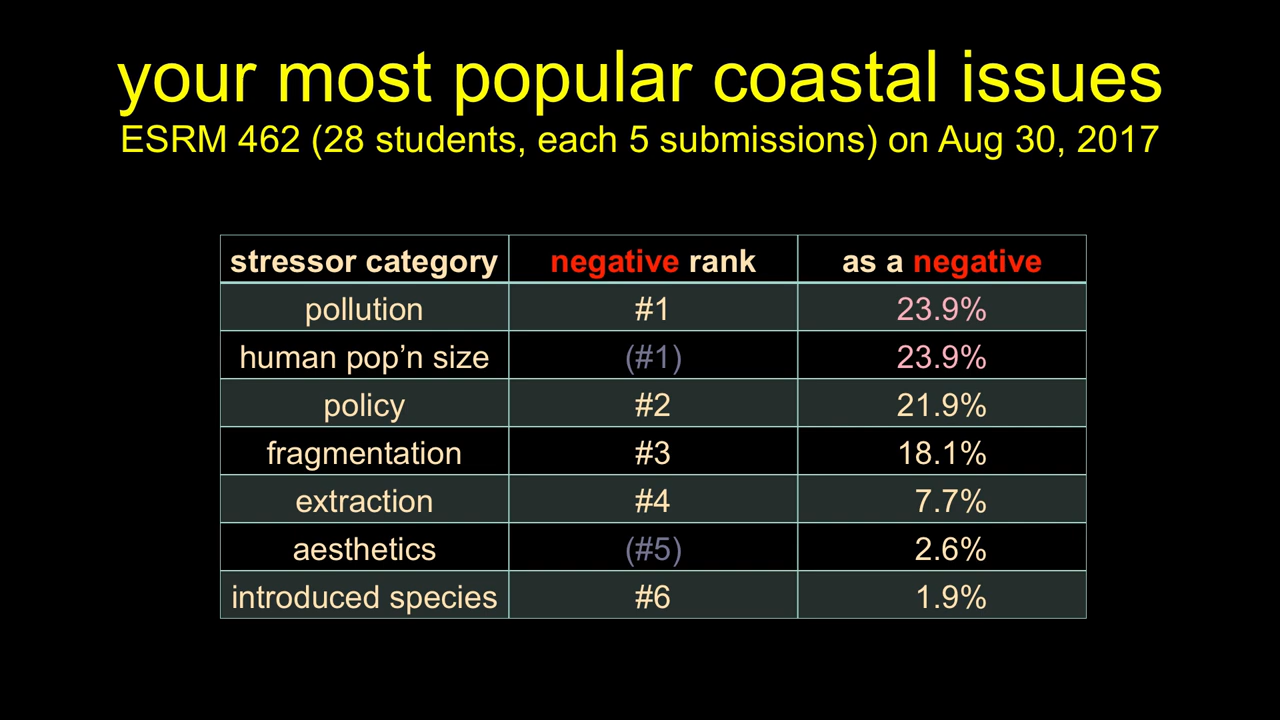 your most popular coastal issues
ESRM 462 (28 students, each 5 submissions) on Aug 30, 2017
stressor category negative rank as a negative
pollution #1 23.9%
human pop’n size (#1) 23.9%
policy #2 21.9%
fragmentation #3 18.1%
extraction #4 7.7%
aesthetics (#5) 2.6%
introduced species #6 1.9%